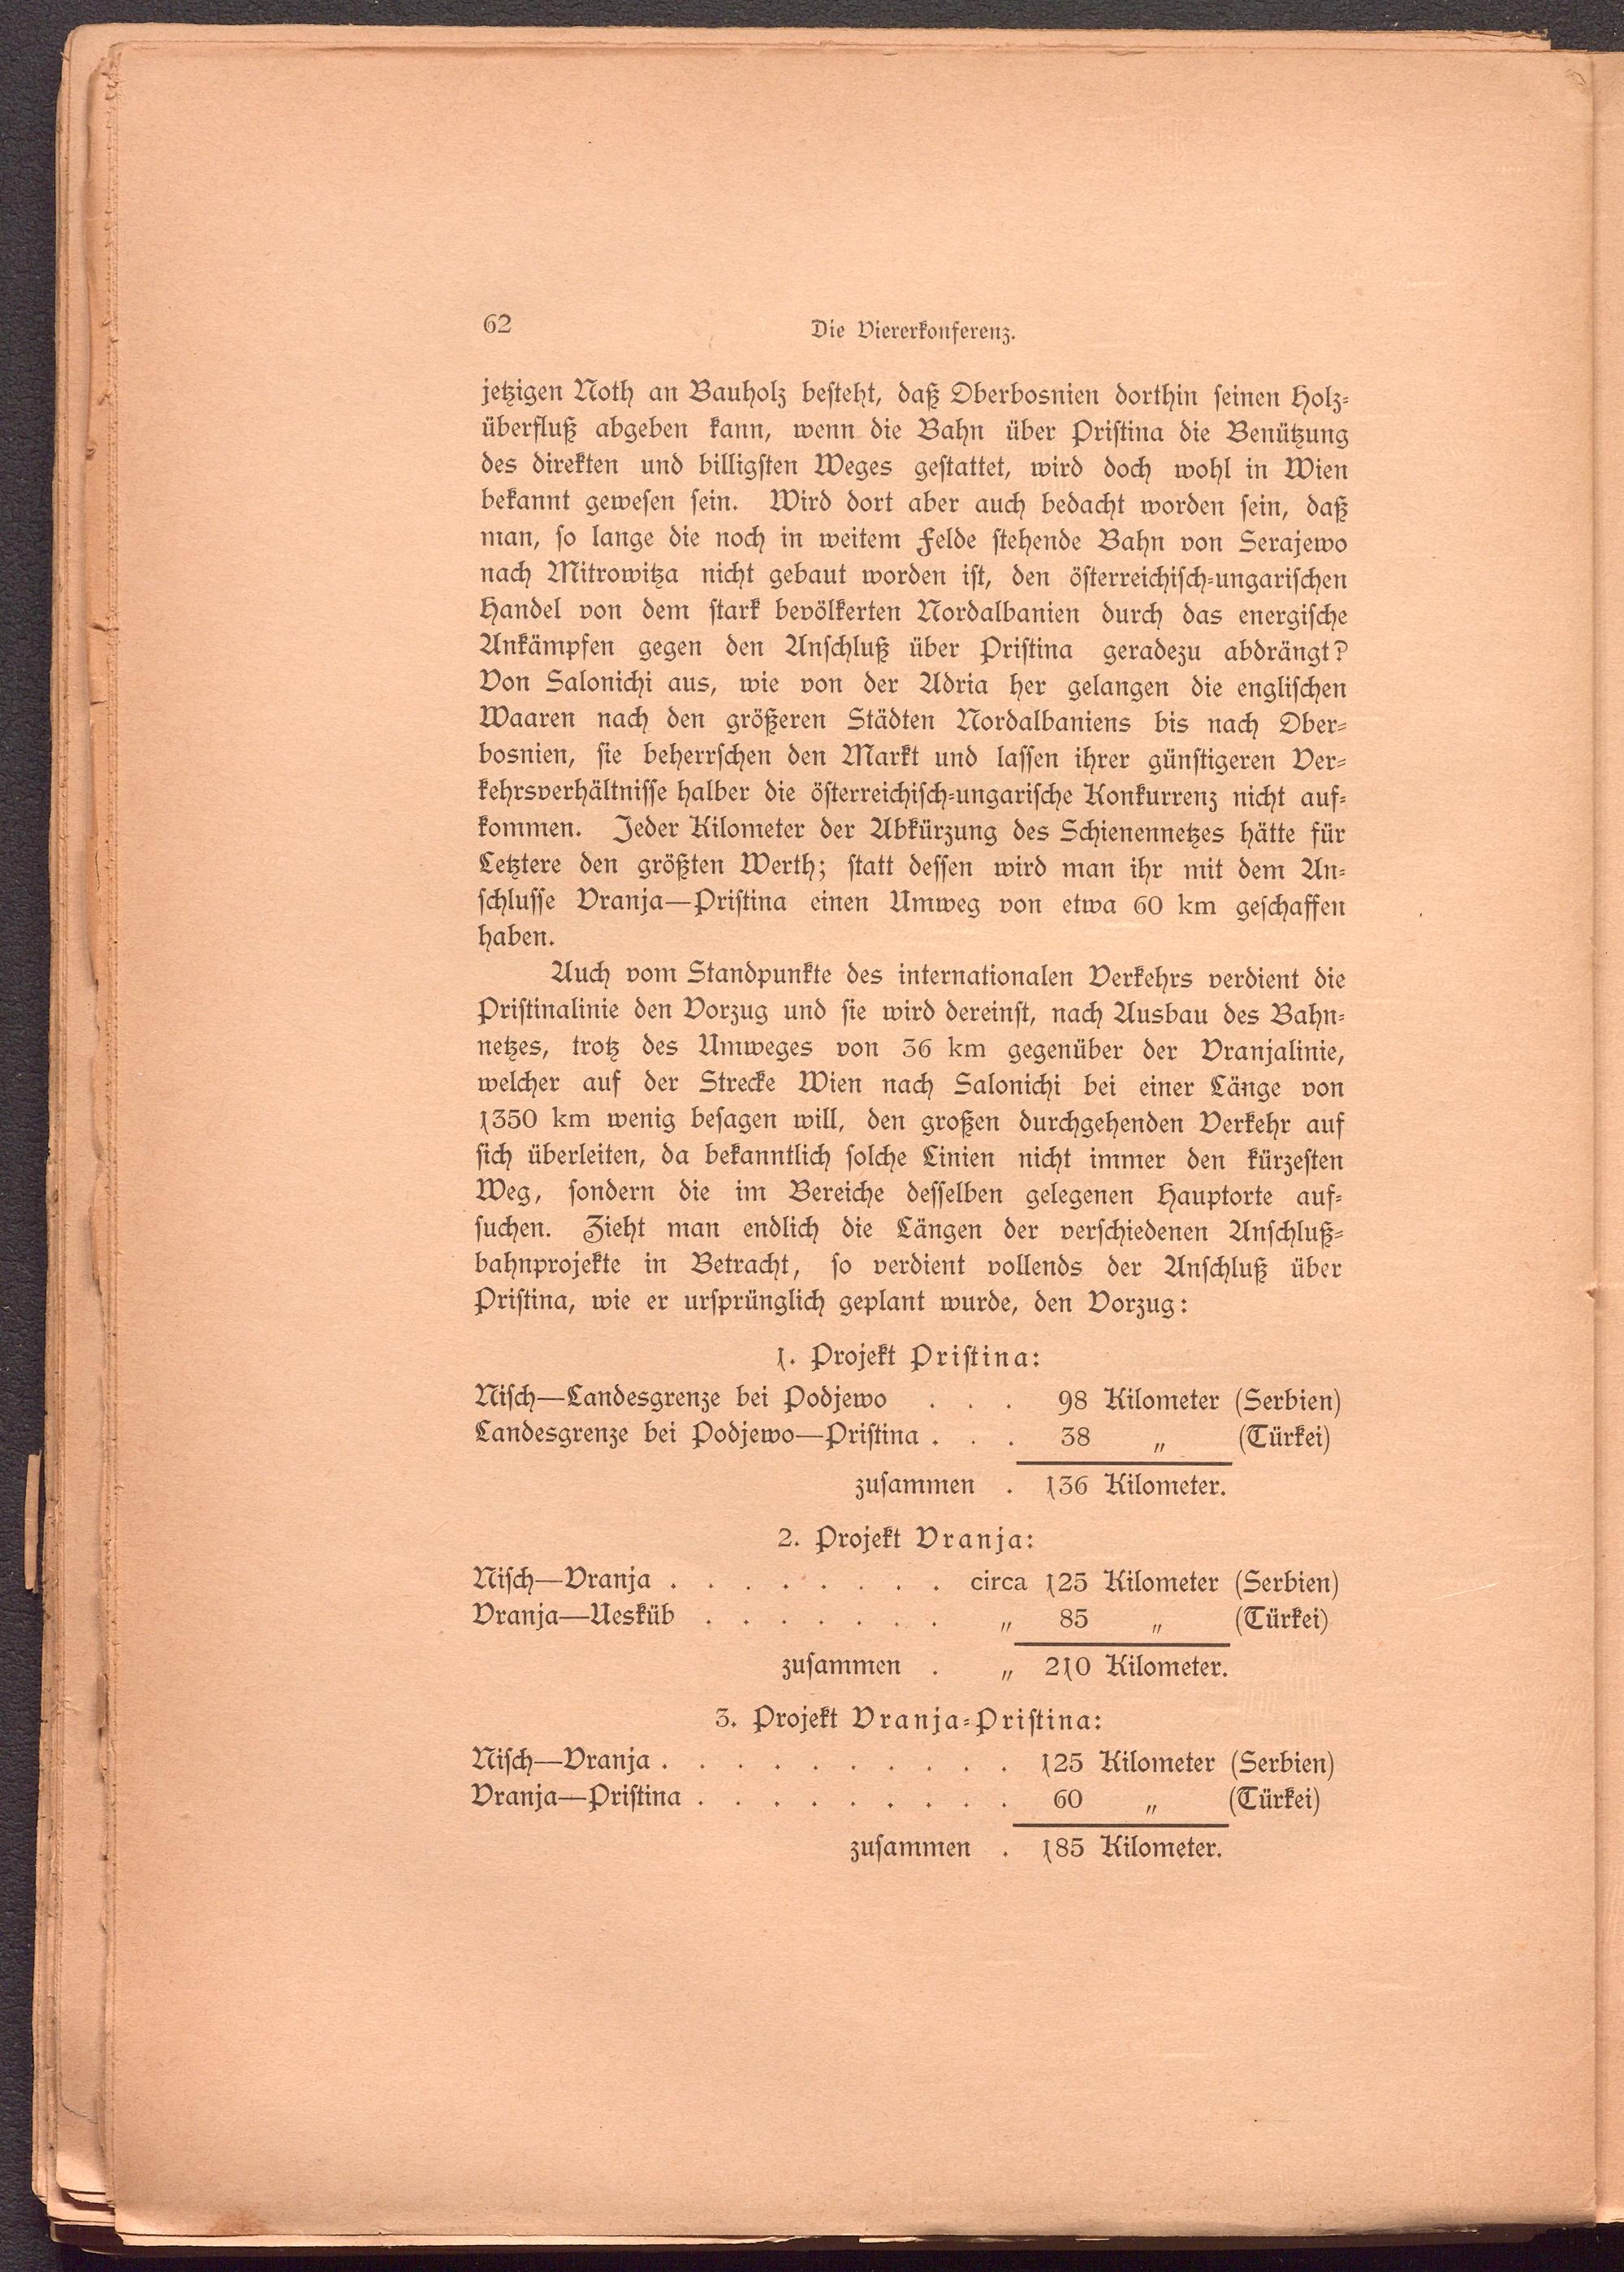 62
Die Viererkonferenz.
jetzigen Noth an Bauholz besteht, daß Oberbosnien dorthin seinen Holz-
überfluß abgeben kann, wenn die Bahn über Pristina die Benützung
des direkten und billigsten Weges gestattet, wird doch wohl in Wien
bekannt gewesen sein. Wird dort aber auch bedacht worden sein, daß
man, so lange die noch in weitem Felde stehende Bahn von Serajewo
nach Mitrowitza nicht gebaut worden ist, den österreichisch-ungarischen
Handel von dem stark bevölkerten Nordalbanien durch das energische
Ankämpfen gegen den Anschluß über Pristina geradezu abdrängt?
Von Salonichi aus, wie von der Adria her gelangen die englischen
Waaren nach den größeren Städten Nordalbaniens bis nach Ober-
bosnien, sie beherrschen den Markt und lassen ihrer günstigeren Ver-
kehrsverhältnisse halber die österreichisch-ungarische Konkurrenz nicht auf-
kommen. Jeder Kilometer der Abkürzung des Schienennetzes hätte für
Letztere den größten Werth; statt dessen wird man ihr mit dem An-
schlusse Vranja—Pristina einen Umweg von etwa 60 km geschaffen
haben.
Auch vom Standpunkte des internationalen Verkehrs verdient die
Pristinalinie den Vorzug und sie wird dereinst, nach Ausbau des Bahn-
netzes, trotz des Umweges von 36 km gegenüber der Vranjalinie,
welcher auf der Strecke Wien nach Salonichi bei einer Länge von
1350 km wenig besagen will, den großen durchgehenden Verkehr auf
sich überleiten, da bekanntlich solche Linien nicht immer den kürzesten
Weg, sondern die im Bereiche desselben gelegenen Hauptorte auf-
suchen. Zieht man endlich die Längen der verschiedenen Anschluß-
bahnprojekte in Betracht, so verdient vollends der Anschluß über
Pristina, wie er ursprünglich geplant wurde, den Vorzug:
1. Projekt Pristina:
Nisch—Landesgrenze bei Podjewo . . . 98 Kilometer (Serbien)
Landesgrenze bei Podjewo—Pristina . . . 38 „ (Türkei)
zusammen . 136 Kilometer.
2. Projekt Vranja:
Nisch—Vranja . . . . . . . . circa 125 Kilometer (Serbien)
Vranja—Uesküb . . . . . . . „ 85 „ (Türkei)
zusammen . „ 210 Kilometer.
3. Projekt Vranja-Pristina:
Nisch—Vranja . . . . . . . . . . 125 Kilometer (Serbien)
Vranja—Pristina . . . . . . . . . 60 „ (Türkei)
zusammen . 185 Kilometer.